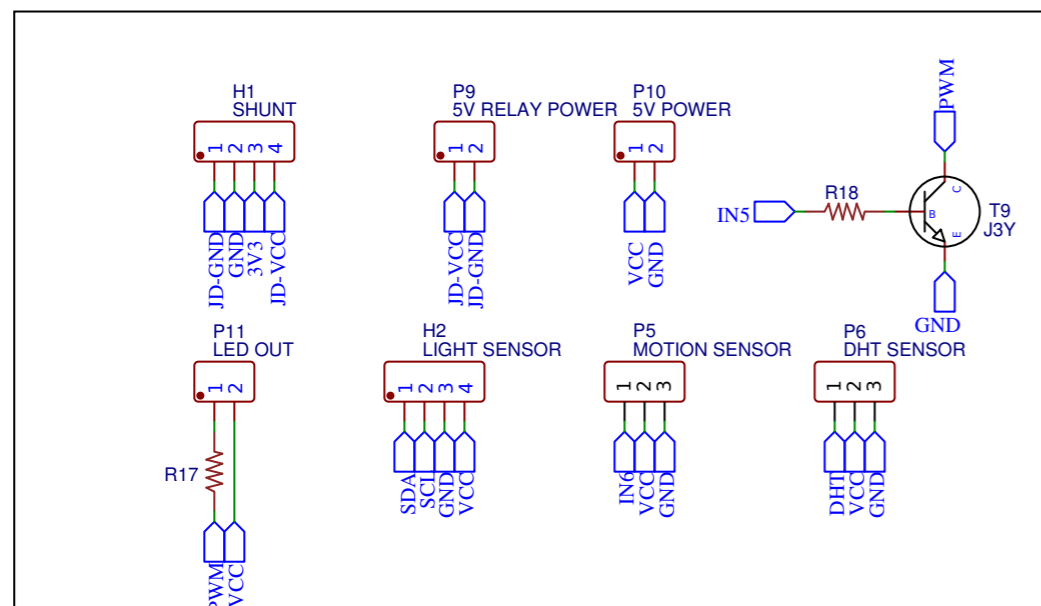 H1
SHUNT
1 2 3 4
JD-GND
GND
3V3
JD-VCC
P9
5V RELAY POWER
1 2
JD-VCC
JD-GND
P10
5V POWER
1 2
VCC
GND
PWM
IN5
R18
B
C
E
T9
J3Y
GND
P11
LED OUT
1 2
R17
PWM
VCC
H2
LIGHT SENSOR
1 2 3 4
SDA
SCL
GND
VCC
P5
MOTION SENSOR
1 2 3
IN6
VCC
GND
P6
DHT SENSOR
1 2 3
DHT
VCC
GND